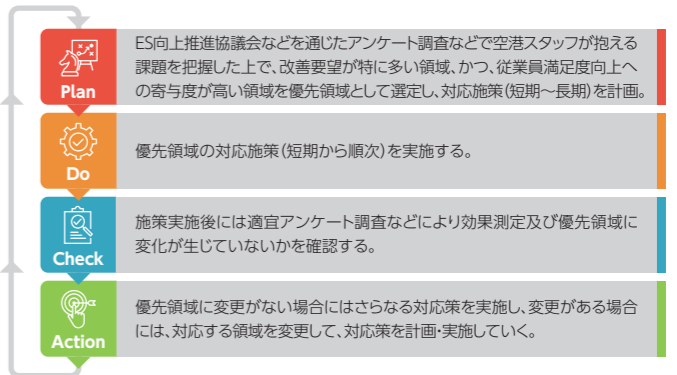 Plan
ES向上推進協議会などを通じたアンケート調査などで空港スタッフが抱える
課題を把握した上で、改善要望が特に多い領域、かつ、従業員満足度向上へ
の寄与度が高い領域を優先領域として選定し、対応施策(短期～長期)を計画。
Do
優先領域の対応施策(短期から順次)を実施する。
Check
施策実施後には適宜アンケート調査などにより効果測定及び優先領域に
変化が生じていないかを確認する。
Action
優先領域に変更がない場合にはさらなる対応策を実施し、変更がある場合
には、対応する領域を変更して、対応策を計画・実施していく。